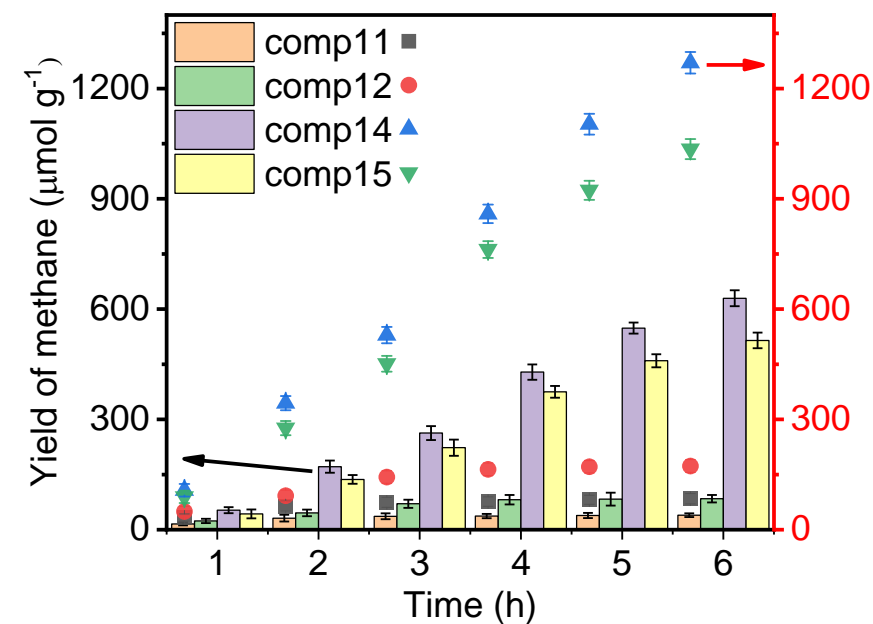 comp11
comp12
comp14
comp15
Yield of methane (μmol g⁻¹)
1200
900
600
300
0
1200
900
600
300
0
1 2 3 4 5 6
Time (h)